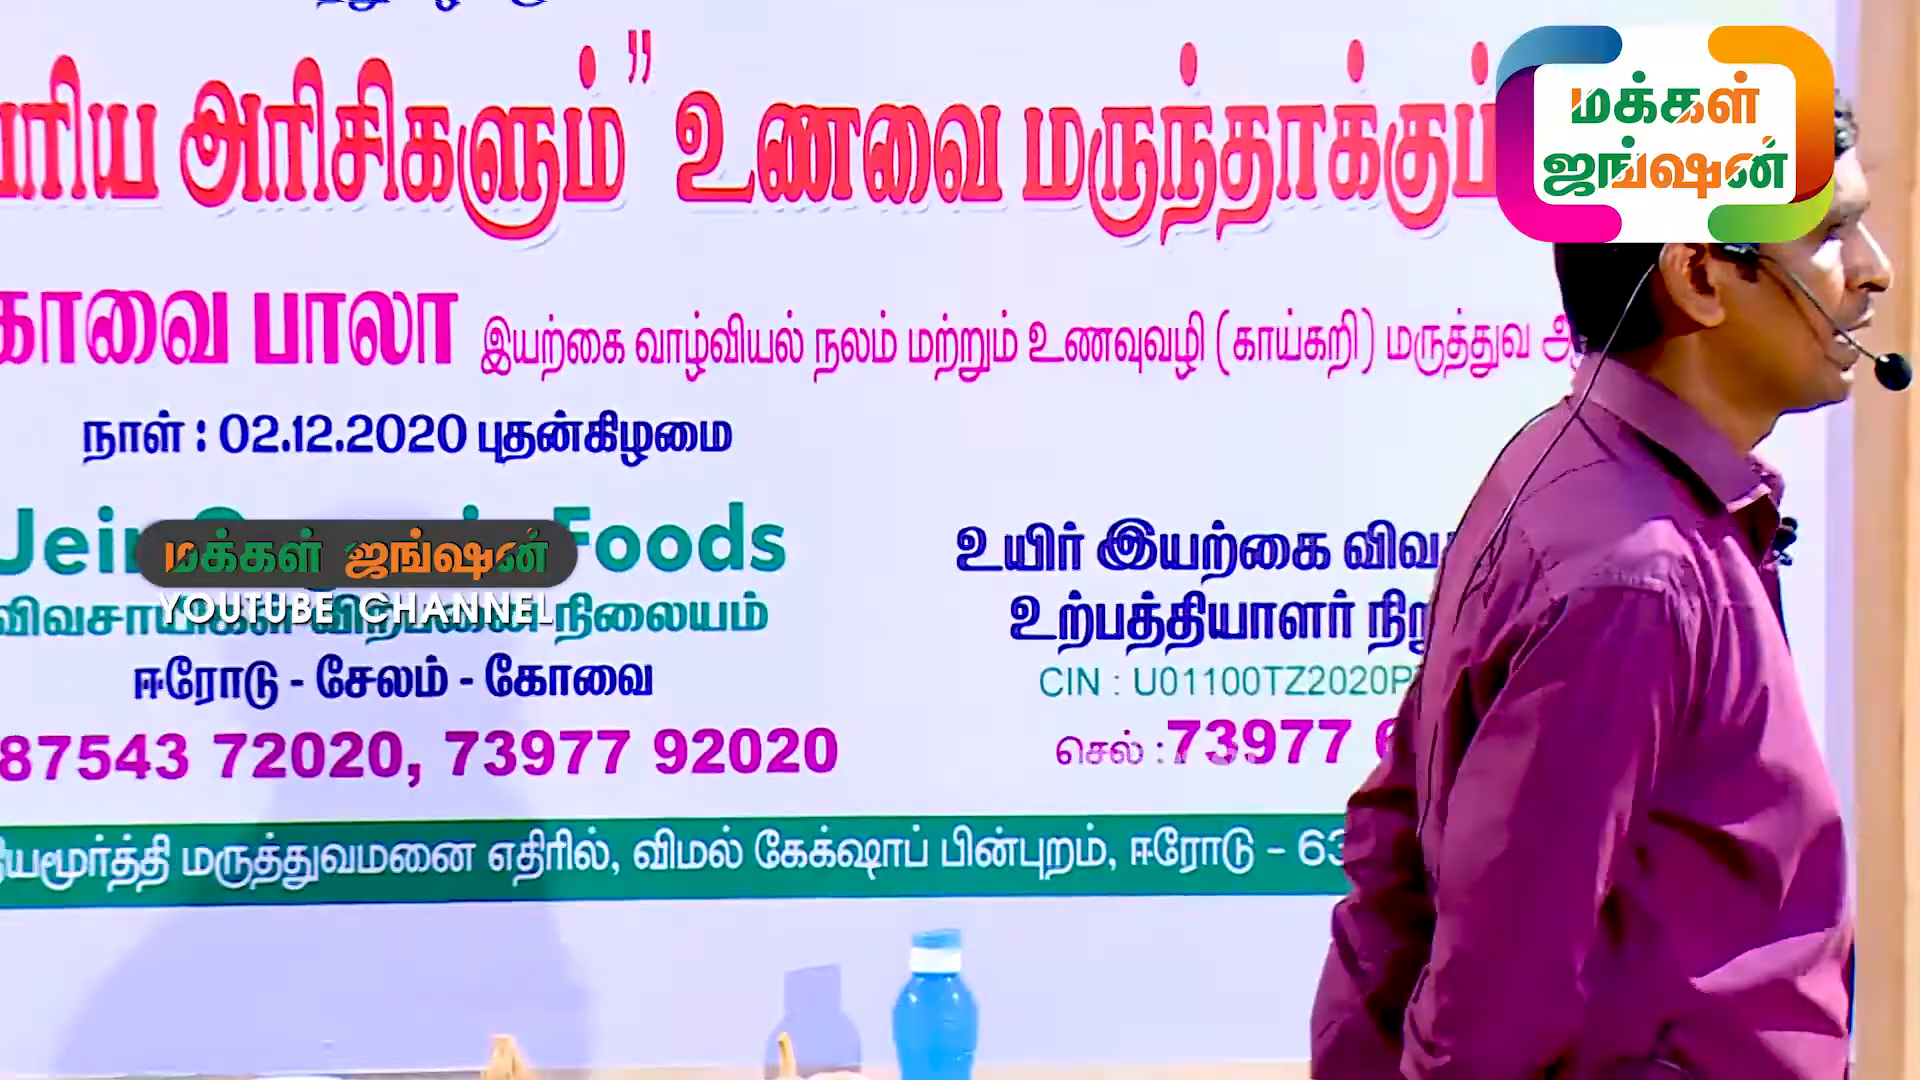 அரிசிகளும்” உணவை மருந்தாக்கும்
மக்கள்
ஜங்ஷன்
பாலா இயற்கை வாழ்வியல் நலம் மற்றும் உணவுவழி (காய்கறி) மருத்துவ
நாள் : 02.12.2020 புதன்கிழமை
Foods
மக்கள் ஜங்ஷன்
YOUTUBE CHANNEL
நிலையம்
ஈரோடு - சேலம் - கோவை
87543 72020, 73977 92020
உயிர் இயற்கை
உற்பத்தியாளர்
CIN : U01100TZ2020P
செல் : 73977
மருத்துவமனை எதிரில், விமல் கேக்ஷாப் பின்புறம், ஈரோடு - 63